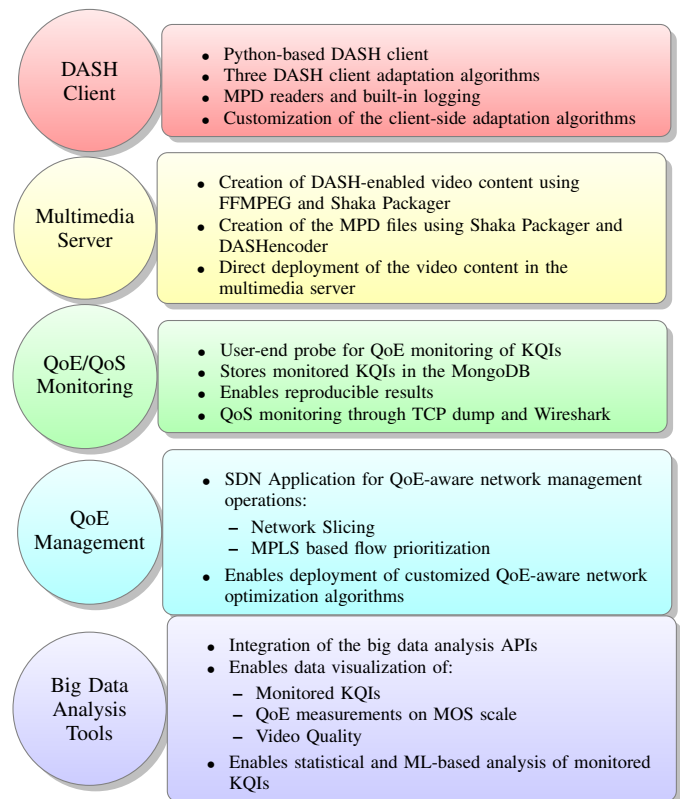 DASH
Client
• Python-based DASH client
• Three DASH client adaptation algorithms
• MPD readers and built-in logging
• Customization of the client-side adaptation algorithms
Multimedia
Server
• Creation of DASH-enabled video content using
FFMPEG and Shaka Packager
• Creation of the MPD files using Shaka Packager and
DASHencoder
• Direct deployment of the video content in the
multimedia server
QoE/QoS
Monitoring
• User-end probe for QoE monitoring of KQIs
• Stores monitored KQIs in the MongoDB
• Enables reproducible results
• QoS monitoring through TCP dump and Wireshark
QoE
Management
• SDN Application for QoE-aware network management
operations:
– Network Slicing
– MPLS based flow prioritization
• Enables deployment of customized QoE-aware network
optimization algorithms
Big Data
Analysis
Tools
• Integration of the big data analysis APIs
• Enables data visualization of:
– Monitored KQIs
– QoE measurements on MOS scale
– Video Quality
• Enables statistical and ML-based analysis of monitored
KQIs